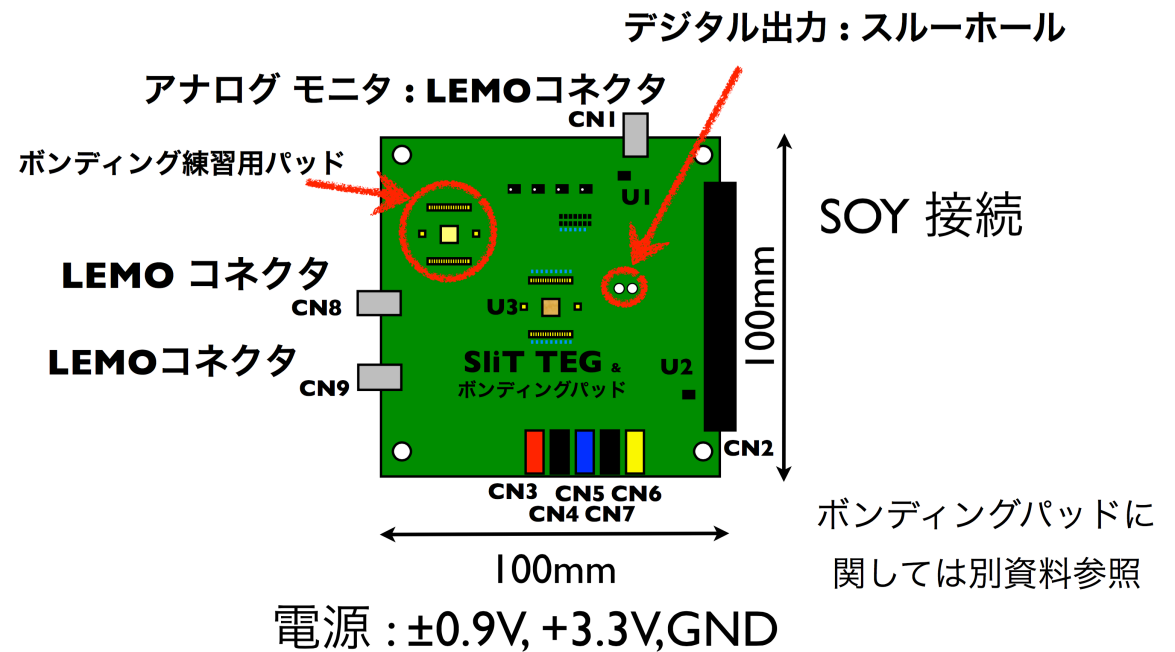 デジタル出力 : スルーホール
アナログ モニタ : LEMOコネクタ
CN1
ボンディング練習用パッド
U1
SOY 接続
LEMO コネクタ
CN8
U3
100mm
LEMOコネクタ
CN9
SliT TEG &
ボンディングパッド
U2
CN2
CN3 CN5 CN6
CN4 CN7
100mm
ボンディングパッドに
関しては別資料参照
電源 : ±0.9V, +3.3V,GND